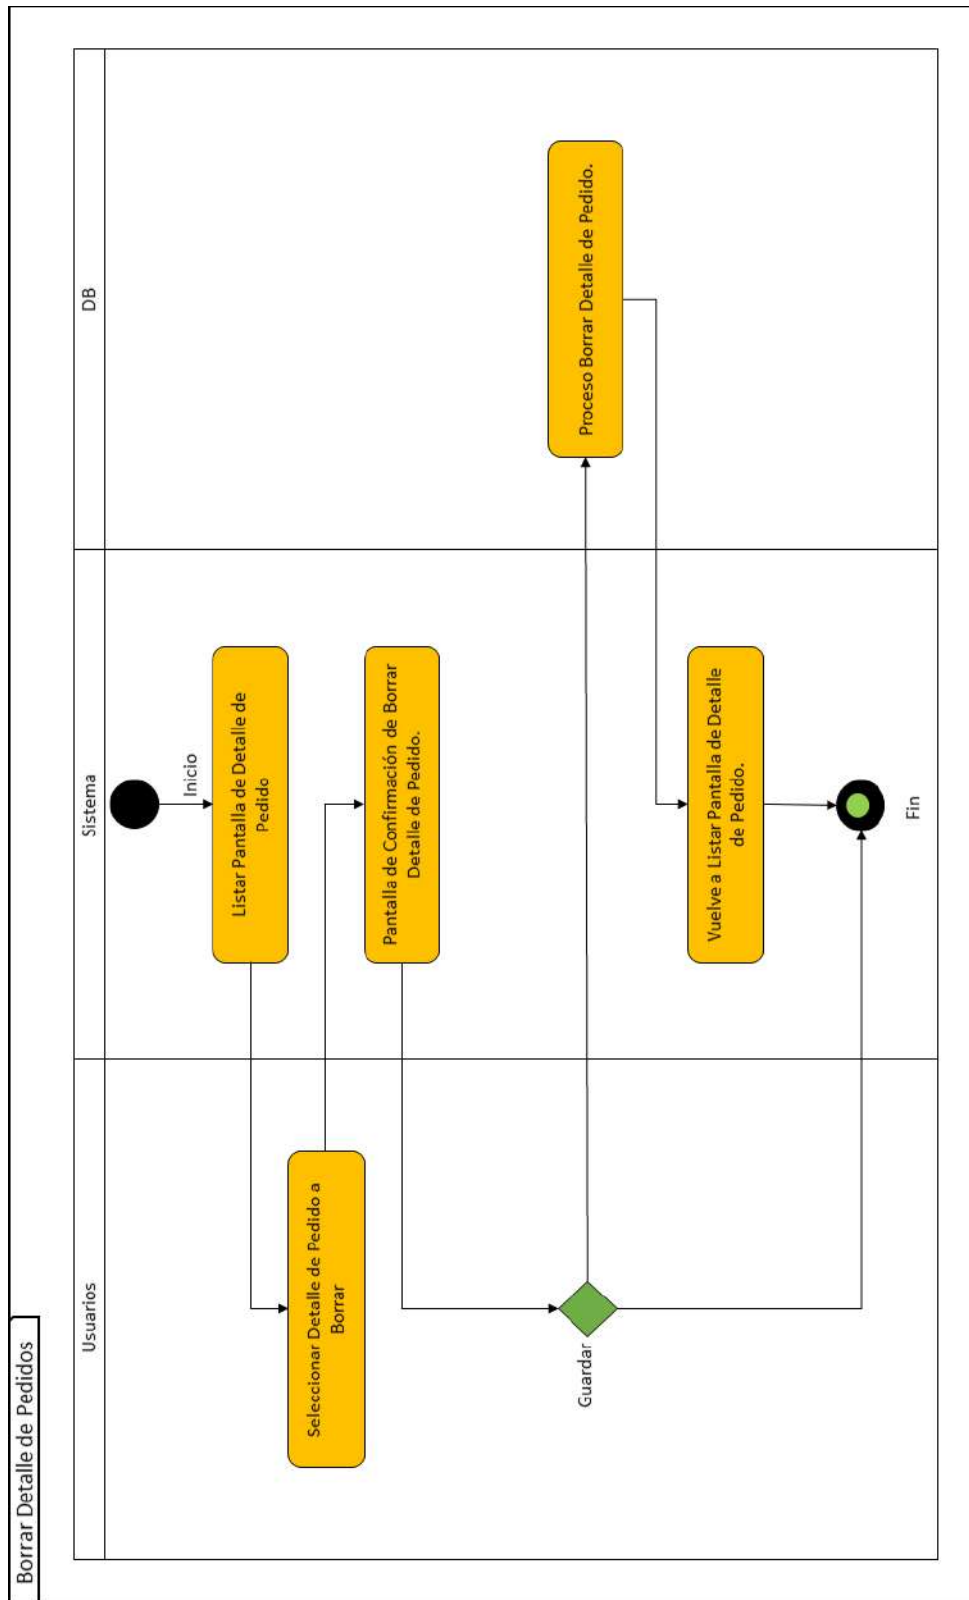 Borrar Detalle de Pedidos
Usuarios
Sistema
DB
Inicio
Listar Pantalla de Detalle de
Pedido
Seleccionar Detalle de Pedido a
Borrar
Pantalla de Confirmación de Borrar
Detalle de Pedido.
Guardar
Proceso Borrar Detalle de Pedido.
Vuelve a Listar Pantalla de Detalle
de Pedido.
Fin